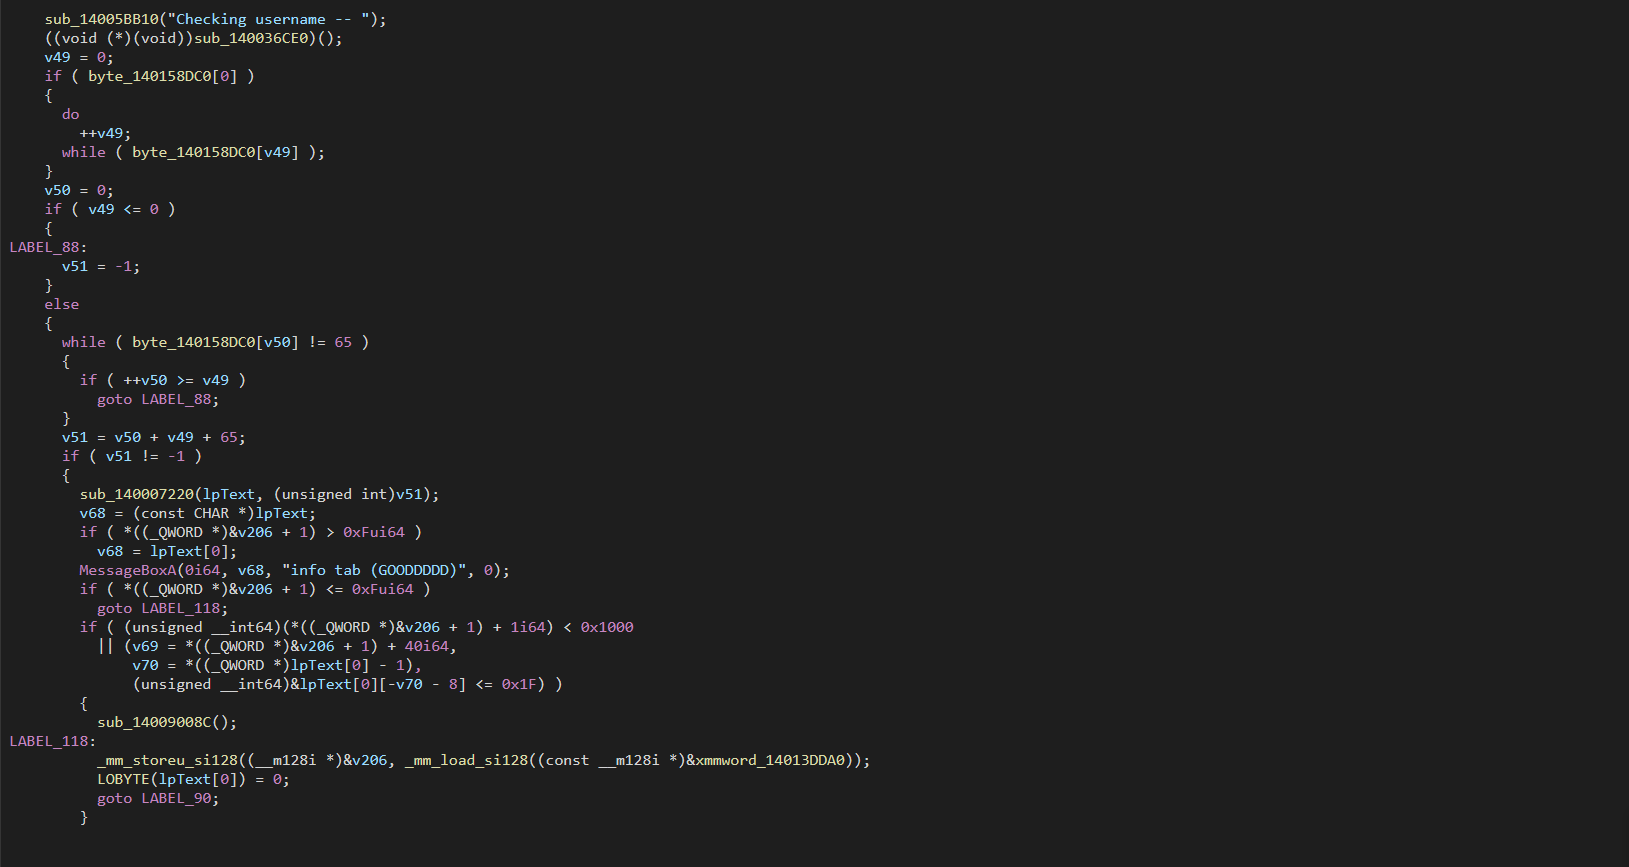 sub_14005BB10("Checking username -- ");
((void (*)(void))sub_140036CE0)();
v49 = 0;
if ( byte_140158DC0[0] )
{
do
++v49;
while ( byte_140158DC0[v49] );
}
v50 = 0;
if ( v49 <= 0 )
{
LABEL_88:
v51 = -1;
}
else
{
while ( byte_140158DC0[v50] != 65 )
{
if ( ++v50 >= v49 )
goto LABEL_88;
}
v51 = v50 + v49 + 65;
if ( v51 != -1 )
{
sub_140007220(lpText, (unsigned int)v51);
v68 = (const CHAR *)lpText;
if ( *((_QWORD *)&v206 + 1) > 0xFui64 )
v68 = lpText[0];
MessageBoxA(0i64, v68, "info tab (GOODDDDD)", 0);
if ( *((_QWORD *)&v206 + 1) <= 0xFui64 )
goto LABEL_118;
if ( (unsigned __int64)(*((_QWORD *)&v206 + 1) + 1i64) < 0x1000
|| (v69 = *((_QWORD *)&v206 + 1) + 40i64,
v70 = *((_QWORD *)lpText[0] - 1),
(unsigned __int64)&lpText[0][-v70 - 8] <= 0x1F) )
{
sub_14009008C();
LABEL_118:
_mm_storeu_si128((__m128i *)&v206, _mm_load_si128((const __m128i *)&xmmword_14013DDA0));
LOBYTE(lpText[0]) = 0;
goto LABEL_90;
}